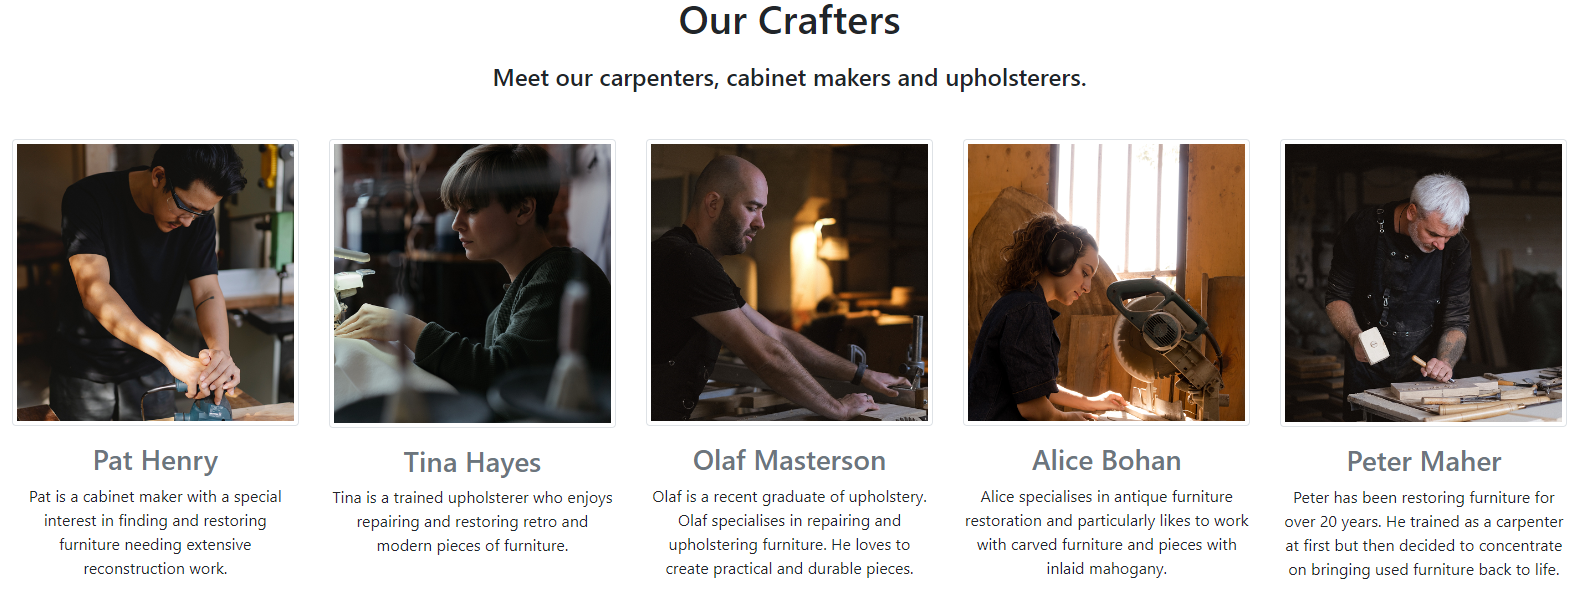 Our Crafters
Meet our carpenters, cabinet makers and upholsterers.
Pat Henry
Pat is a cabinet maker with a special
interest in finding and restoring
furniture needing extensive
reconstruction work.
Tina Hayes
Tina is a trained upholsterer who enjoys
repairing and restoring retro and
modern pieces of furniture.
Olaf Masterson
Olaf is a recent graduate of upholstery.
Olaf specialises in repairing and
upholstering furniture. He loves to
create practical and durable pieces.
Alice Bohan
Alice specialises in antique furniture
restoration and particularly likes to work
with carved furniture and pieces with
inlaid mahogany.
Peter Maher
Peter has been restoring furniture for
over 20 years. He trained as a carpenter
at first but then decided to concentrate
on bringing used furniture back to life.